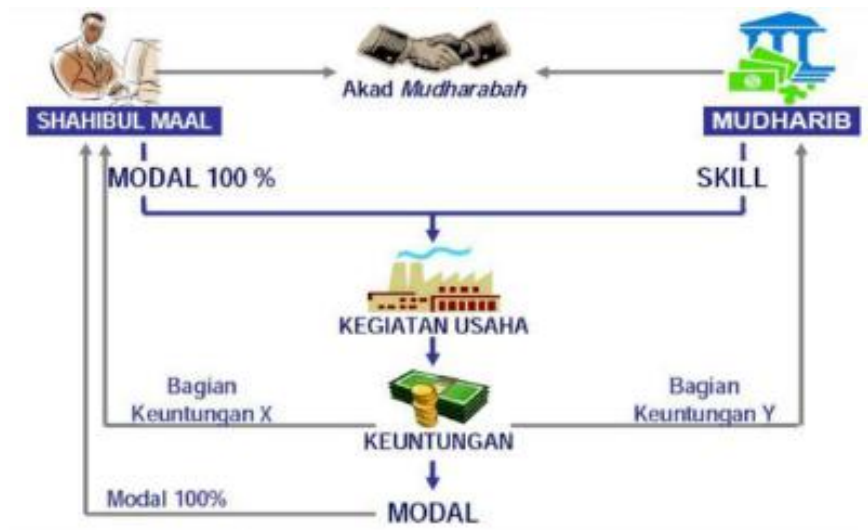 Akad Mudharabah
SHAHIBUL MAAL
MUDHARIB
MODAL 100 %
SKILL
KEGIATAN USAHA
Bagian
Keuntungan X
Bagian
Keuntungan Y
KEUNTUNGAN
Modal 100%
MODAL